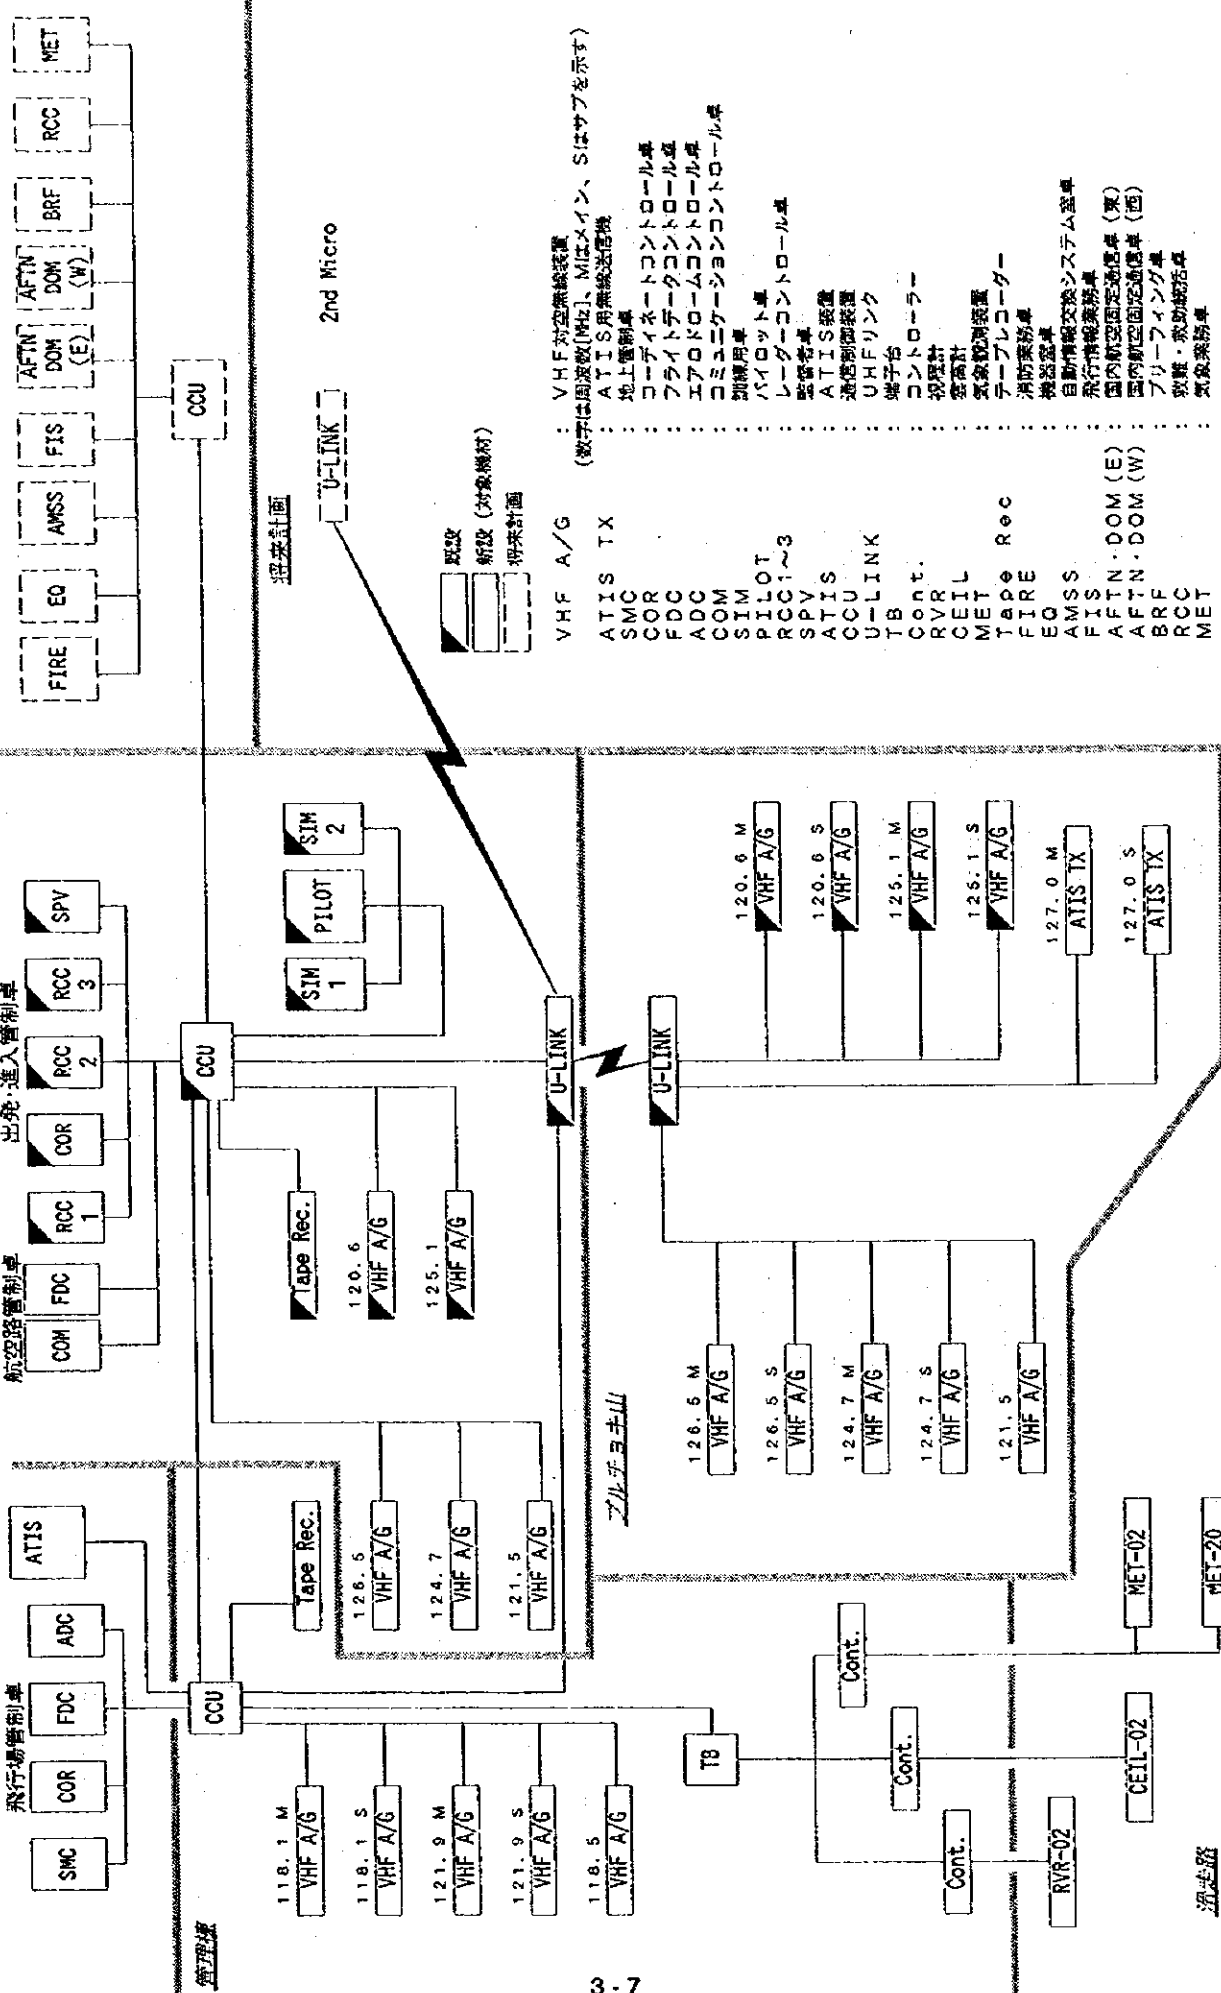 飛行場管制卓
SMC
COR
FDC
ADC
ATIS
航空路管制卓
COM
FDC
出発・進入管制卓
RCC 1
COR
RCC 2
RCC 3
SPV
FIRE
EQ
AMSS
FIS
AFTN DOM (E)
AFTN DOM (W)
BRF
RCC
MET
管理棟
CCU
CCU
CCU
118.1 M
VHF A/G
118.1 S
VHF A/G
121.9 M
VHF A/G
121.9 S
VHF A/G
118.5
VHF A/G
Tape Rec.
126.5
VHF A/G
124.7
VHF A/G
121.5
VHF A/G
Tape Rec.
120.6
VHF A/G
125.1
VHF A/G
SIM 1
PILOT
SIM 2
U-LINK
将来計画
U-LINK
2nd Micro
TB
Cont.
Cont.
Cont.
RVR-02
CEIL-02
MET-02
MET-20
滑走路
プルチョキ山
U-LINK
126.5 M
VHF A/G
126.5 S
VHF A/G
124.7 M
VHF A/G
124.7 S
VHF A/G
121.5
VHF A/G
120.6 M
VHF A/G
120.6 S
VHF A/G
125.1 M
VHF A/G
125.1 S
VHF A/G
127.0 M
ATIS TX
127.0 S
ATIS TX
既設
新設（対象機材）
将来計画
VHF A/G : VHF対空無線装置
(数字は周波数[MHz]、Mはメイン、Sはサブを示す)
ATIS TX : ATIS用無線送信機
SMC : 地上管制卓
COR : コーディネートコントロール卓
FDC : フライトデータコントロール卓
ADC : エアロドロームコントロール卓
COM : コミュニケーションコントロール卓
SIM : 訓練用卓
PILOT : パイロット卓
RCC1~3 : レーダーコントロール卓
SPV : 監督者卓
ATIS : ATIS装置
CCU : 通信制御装置
U-LINK : UHFリンク
TB : 端子台
Cont. : コントローラー
RVR : 視程計
CEIL : 雲高計
MET : 気象観測装置
Tape Rec : テープレコーダー
FIRE : 消防業務卓
EQ : 機器室卓
AMSS : 自動情報交換システム室卓
FIS : 飛行情報業務卓
AFTN・DOM(E) : 国内航空固定通信卓（東）
AFTN・DOM(W) : 国内航空固定通信卓（西）
BRF : ブリーフィング卓
RCC : 救難・救助統括卓
MET : 気象業務卓
3-7